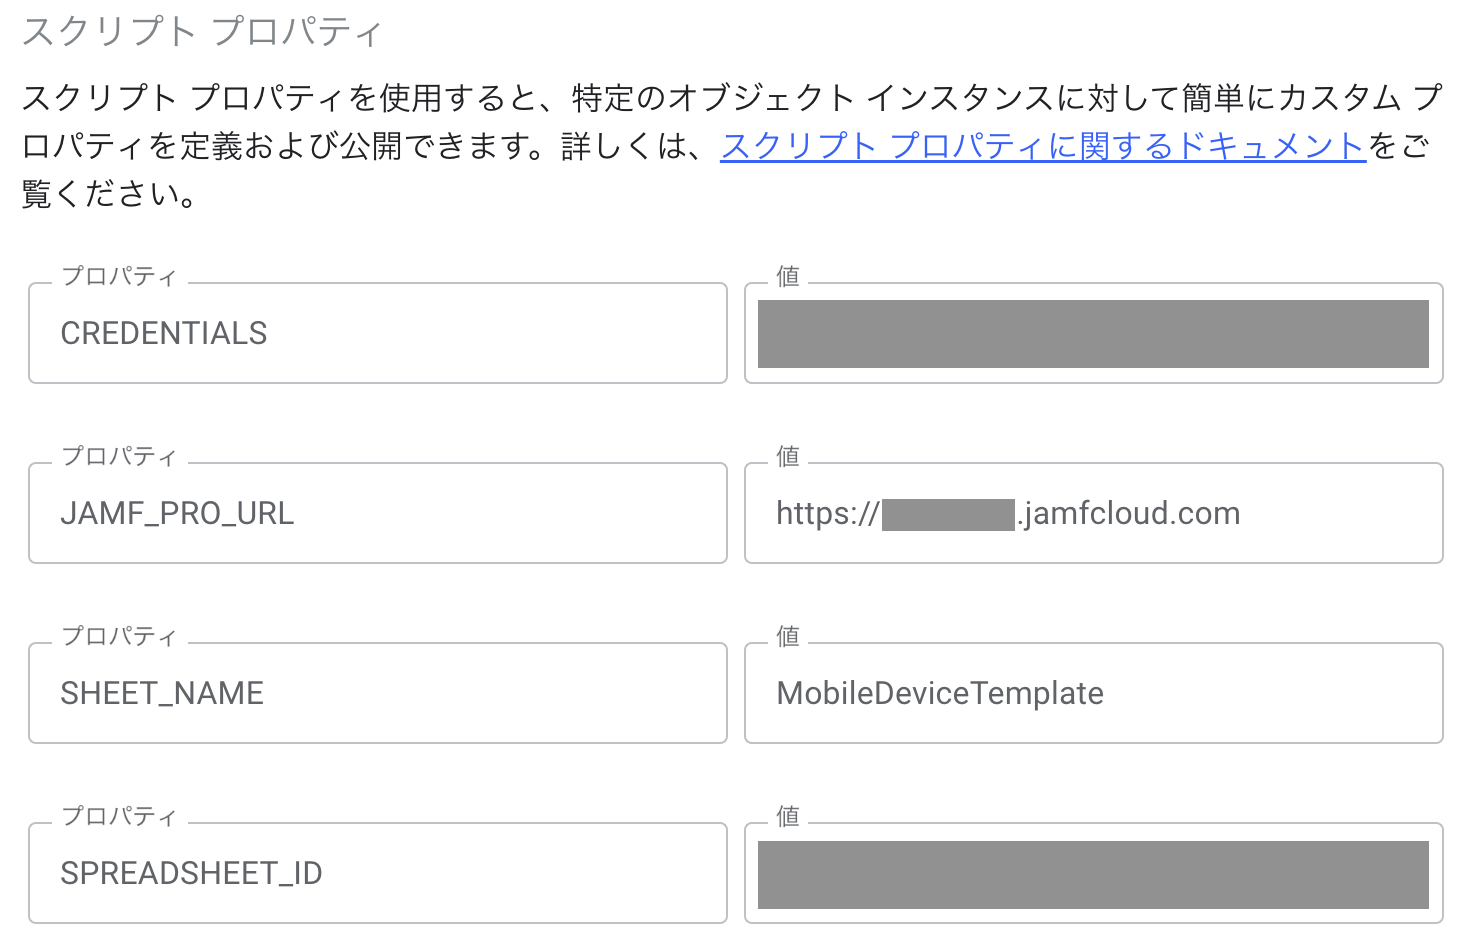 スクリプト プロパティ
スクリプト プロパティを使用すると、特定のオブジェクト インスタンスに対して簡単にカスタム プ
ロパティを定義および公開できます。詳しくは、スクリプト プロパティに関するドキュメントをご
覧ください。
プロパティ
CREDENTIALS
値
プロパティ
JAMF_PRO_URL
値
https://
.jamfcloud.com
プロパティ
SHEET_NAME
値
MobileDeviceTemplate
プロパティ
SPREADSHEET_ID
値